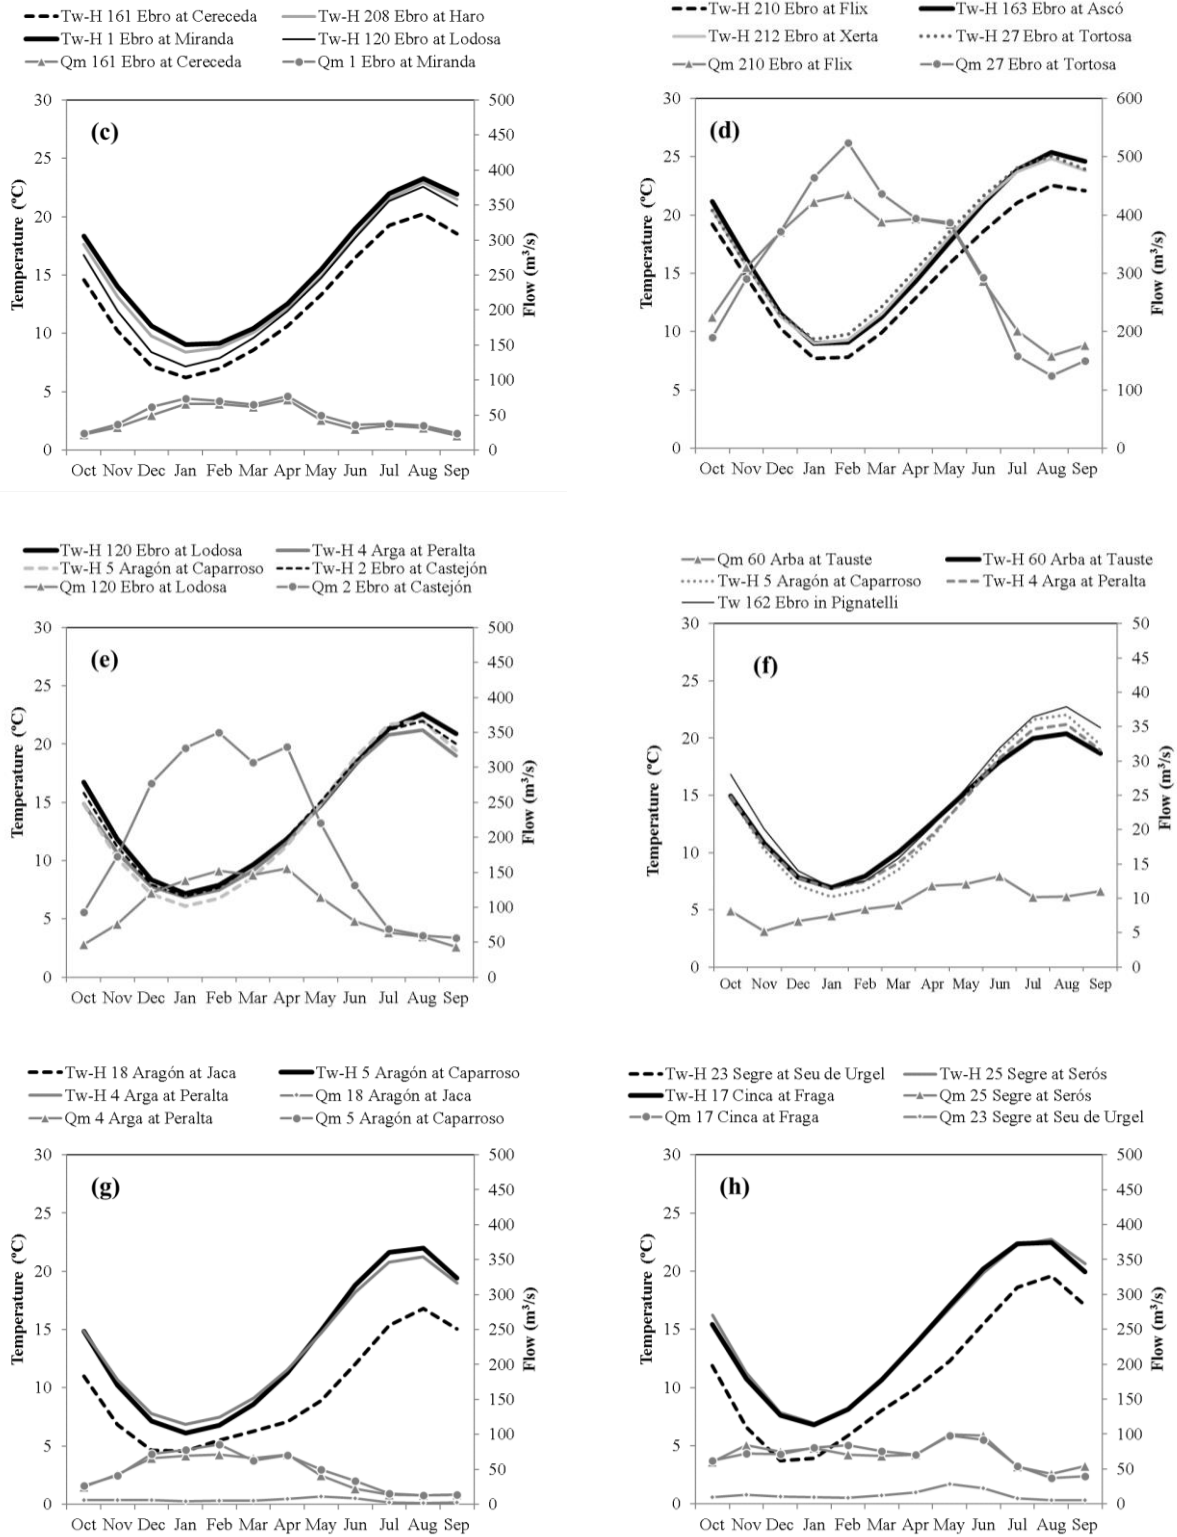 Tw-H 161 Ebro at Cereceda Tw-H 208 Ebro at Haro
Tw-H 1 Ebro at Miranda Tw-H 120 Ebro at Lodosa
Qm 161 Ebro at Cereceda Qm 1 Ebro at Miranda
(c)
Temperature (ºC)
30
25
20
15
10
5
0
500
450
400
350
300
250
200
150
100
50
0
Flow (m³/s)
Oct Nov Dec Jan Feb Mar Apr May Jun Jul Aug Sep
Tw-H 210 Ebro at Flix Tw-H 163 Ebro at Ascó
Tw-H 212 Ebro at Xerta Tw-H 27 Ebro at Tortosa
Qm 210 Ebro at Flix Qm 27 Ebro at Tortosa
(d)
Temperature (ºC)
30
25
20
15
10
5
0
600
500
400
300
200
100
0
Flow (m³/s)
Oct Nov Dec Jan Feb Mar Apr May Jun Jul Aug Sep
Tw-H 120 Ebro at Lodosa Tw-H 4 Arga at Peralta
Tw-H 5 Aragón at Caparroso Tw-H 2 Ebro at Castejón
Qm 120 Ebro at Lodosa Qm 2 Ebro at Castejón
(e)
Temperature (ºC)
30
25
20
15
10
5
0
500
450
400
350
300
250
200
150
100
50
0
Flow (m³/s)
Oct Nov Dec Jan Feb Mar Apr May Jun Jul Aug Sep
Qm 60 Arba at Tauste Tw-H 60 Arba at Tauste
Tw-H 5 Aragón at Caparroso Tw-H 4 Arga at Peralta
Tw 162 Ebro in Pignatelli
(f)
Temperature (ºC)
30
25
20
15
10
5
0
50
45
40
35
30
25
20
15
10
5
0
Flow (m³/s)
Oct Nov Dec Jan Feb Mar Apr May Jun Jul Aug Sep
Tw-H 18 Aragón at Jaca Tw-H 5 Aragón at Caparroso
Tw-H 4 Arga at Peralta Qm 18 Aragón at Jaca
Qm 4 Arga at Peralta Qm 5 Aragón at Caparroso
(g)
Temperature (ºC)
30
25
20
15
10
5
0
500
450
400
350
300
250
200
150
100
50
0
Flow (m³/s)
Oct Nov Dec Jan Feb Mar Apr May Jun Jul Aug Sep
Tw-H 23 Segre at Seu de Urgel Tw-H 25 Segre at Serós
Tw-H 17 Cinca at Fraga Qm 25 Segre at Serós
Qm 17 Cinca at Fraga Qm 23 Segre at Seu de Urgel
(h)
Temperature (ºC)
30
25
20
15
10
5
0
500
450
400
350
300
250
200
150
100
50
0
Flow (m³/s)
Oct Nov Dec Jan Feb Mar Apr May Jun Jul Aug Sep